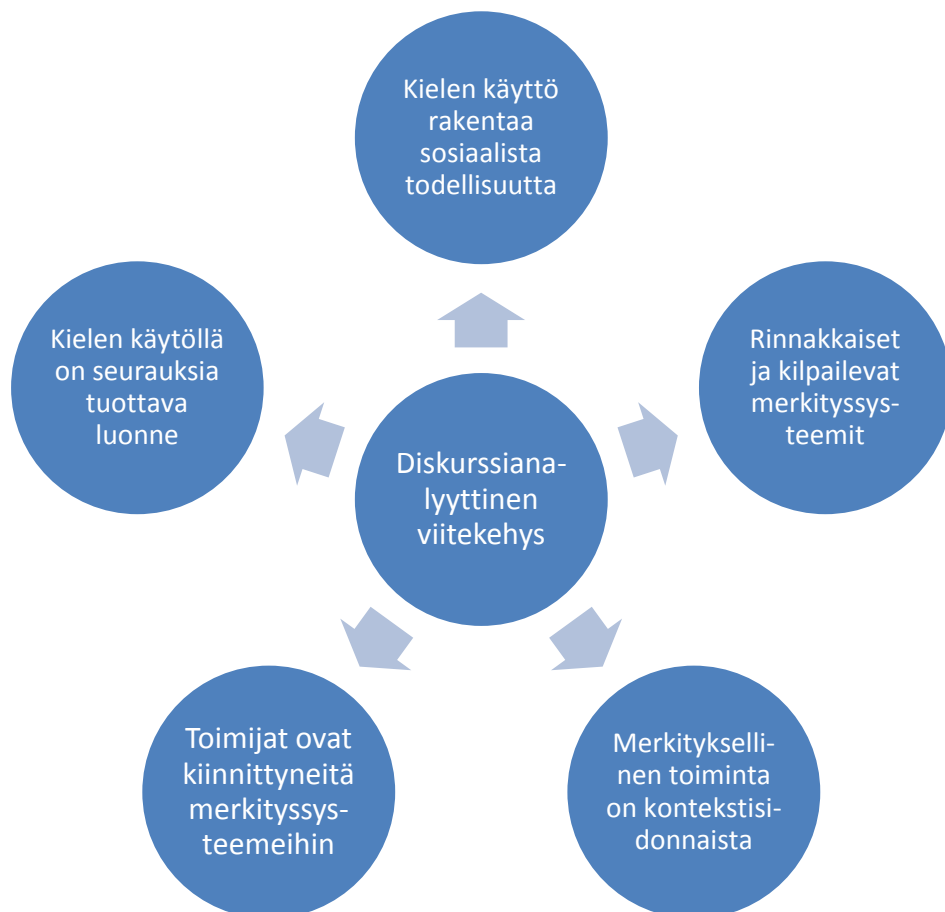 Kielen käyttö
rakentaa
sosiaalista
todellisuutta
Rinnakkaiset
ja kilpailevat
merkityssys-
teemit
Merkitykselli-
nen toiminta
on kontekstisi-
donnaista
Toimijat ovat
kiinnittyneitä
merkityssys-
teemeihin
Kielen käytöllä
on seurauksia
tuottava
luonne
Diskurssiana-
lyyttinen
viitekehys